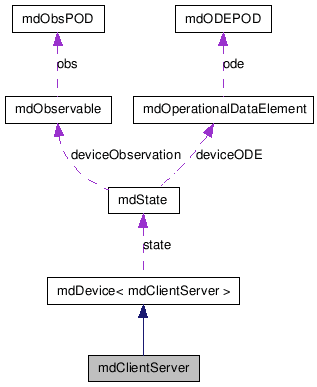 mdObsPOD
mdODEPOD
obs
ode
mdObservable
mdOperationalDataElement
deviceObservation
deviceODE
mdState
state
mdDevice< mdClientServer >
mdClientServer